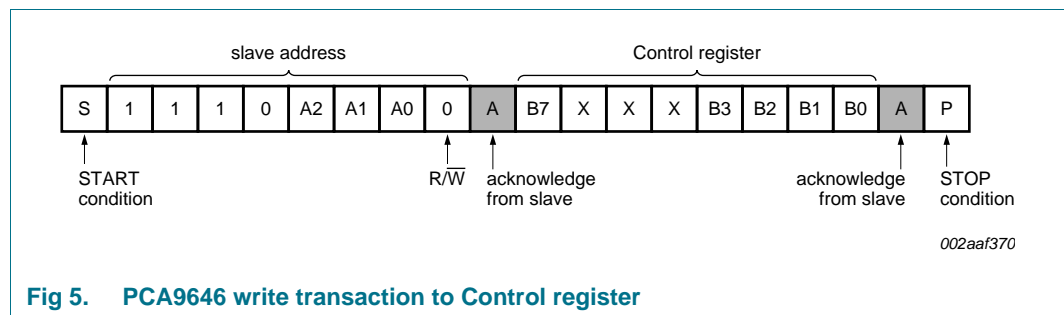 slave address Control register
S 1 1 1 0 A2 A1 A0 0 A B7 X X X B3 B2 B1 B0 A P
START condition R/W̅ acknowledge from slave acknowledge from slave STOP condition
002aaf370
Fig 5. PCA9646 write transaction to Control register